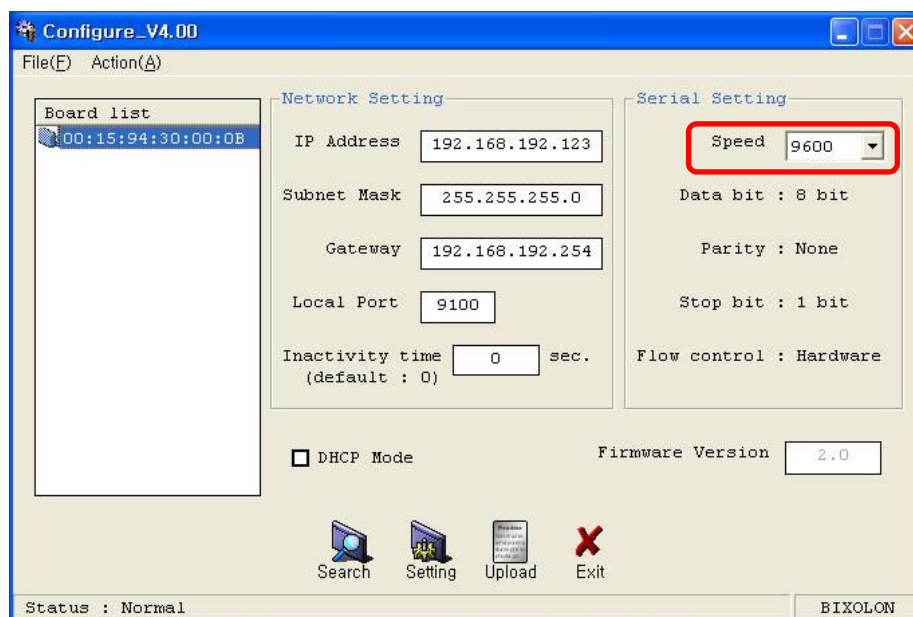 Configure_V4.00
File(F) Action(A)
Board list
00:15:94:30:00:0B
Network Setting
IP Address 192.168.192.123
Subnet Mask 255.255.255.0
Gateway 192.168.192.254
Local Port 9100
Inactivity time 0 sec.
(default : 0)
Serial Setting
Speed 9600
Data bit : 8 bit
Parity : None
Stop bit : 1 bit
Flow control : Hardware
DHCP Mode
Firmware Version 2.0
Search Setting Upload Exit
Status : Normal BIXOLON